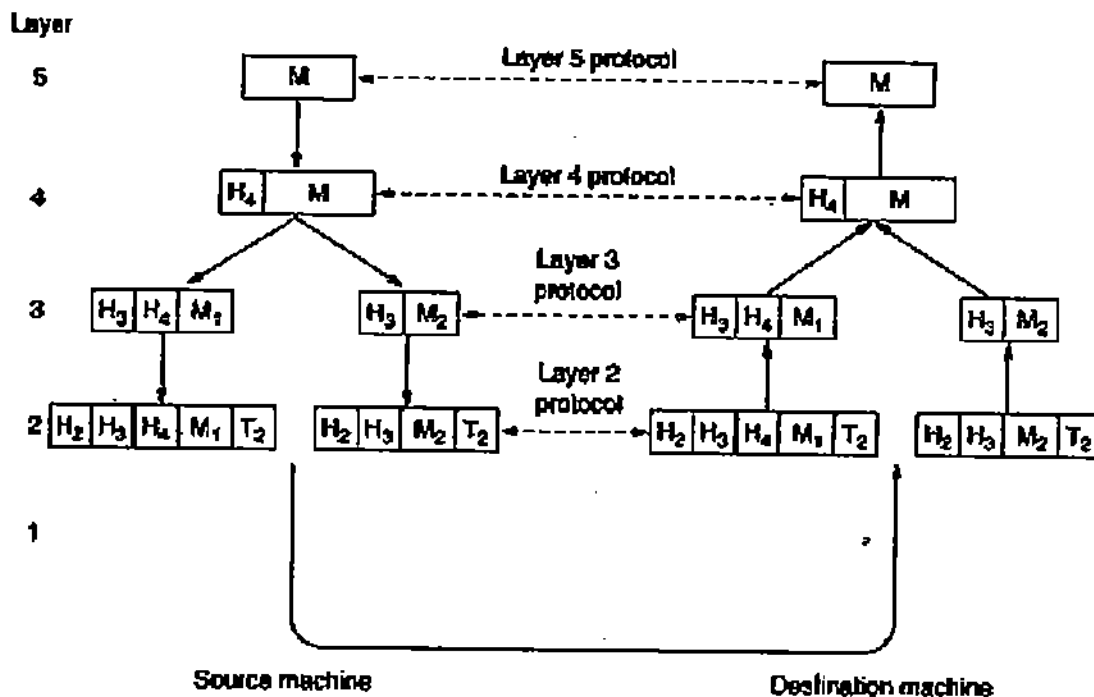 Layer
5 M Layer 5 protocol M
4 H₄ M Layer 4 protocol H₄ M
Layer 3
protocol
3 H₃ H₄ M₁ H₃ M₂ H₃ H₄ M₁ H₃ M₂
Layer 2
protocol
2 H₂ H₃ H₄ M₁ T₂ H₂ H₃ M₂ T₂ H₂ H₃ H₄ M₁ T₂ H₂ H₃ M₂ T₂
1
Source machine Destination machine